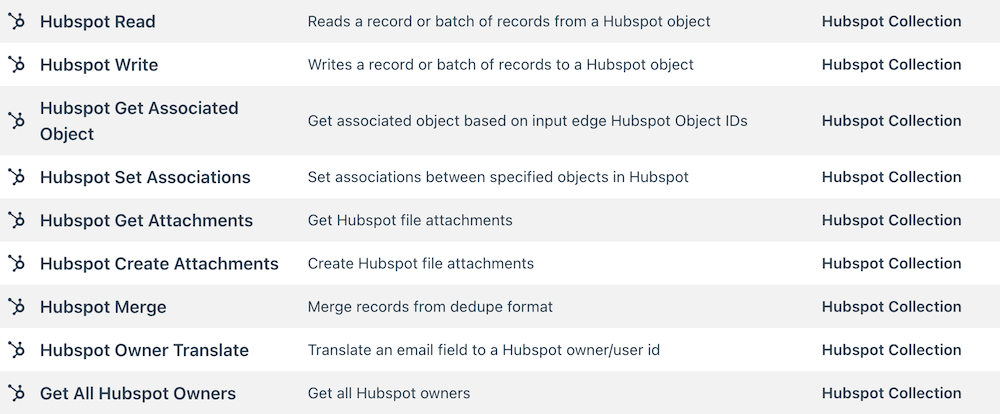 Hubspot Read Reads a record or batch of records from a Hubspot object Hubspot Collection
Hubspot Write Writes a record or batch of records to a Hubspot object Hubspot Collection
Hubspot Get Associated
Object Get associated object based on input edge Hubspot Object IDs Hubspot Collection
Hubspot Set Associations Set associations between specified objects in Hubspot Hubspot Collection
Hubspot Get Attachments Get Hubspot file attachments Hubspot Collection
Hubspot Create Attachments Create Hubspot file attachments Hubspot Collection
Hubspot Merge Merge records from dedupe format Hubspot Collection
Hubspot Owner Translate Translate an email field to a Hubspot owner/user id Hubspot Collection
Get All Hubspot Owners Get all Hubspot owners Hubspot Collection